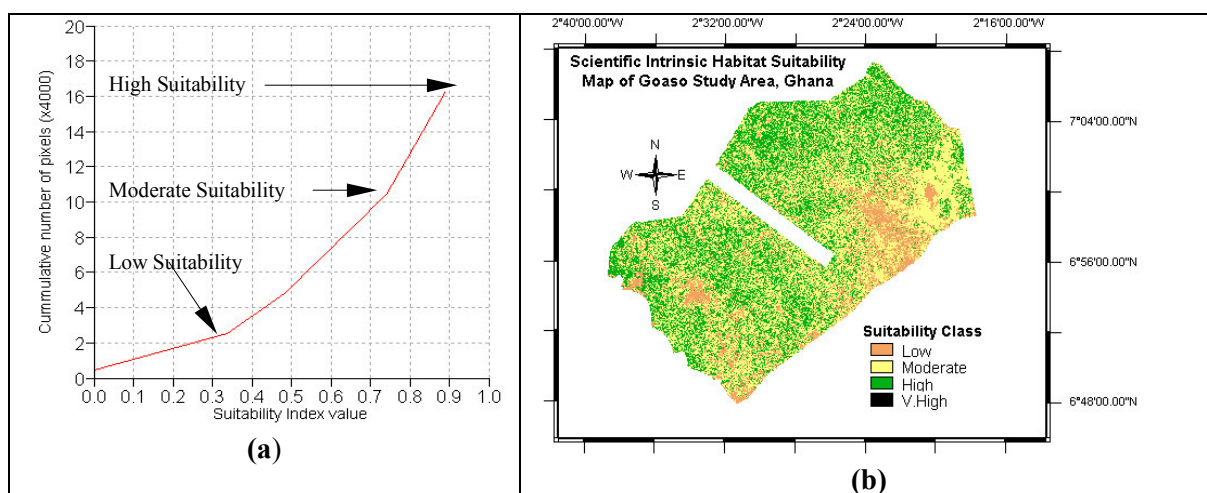 20
18
High Suitability
16
14
12
Moderate Suitability
10
8
Low Suitability
6
4
2
0
Cummulative number of pixels (x4000)
0.0 0.1 0.2 0.3 0.4 0.5 0.6 0.7 0.8 0.9 1.0
Suitability Index value
(a)
2°40'00.00"W 2°32'00.00"W 2°24'00.00"W 2°16'00.00"W
Scientific Intrinsic Habitat Suitability
Map of Goaso Study Area, Ghana
7°04'00.00"N
N
W E
S
6°56'00.00"N
Suitability Class
Low
Moderate
High
V.High
6°48'00.00"N
(b)